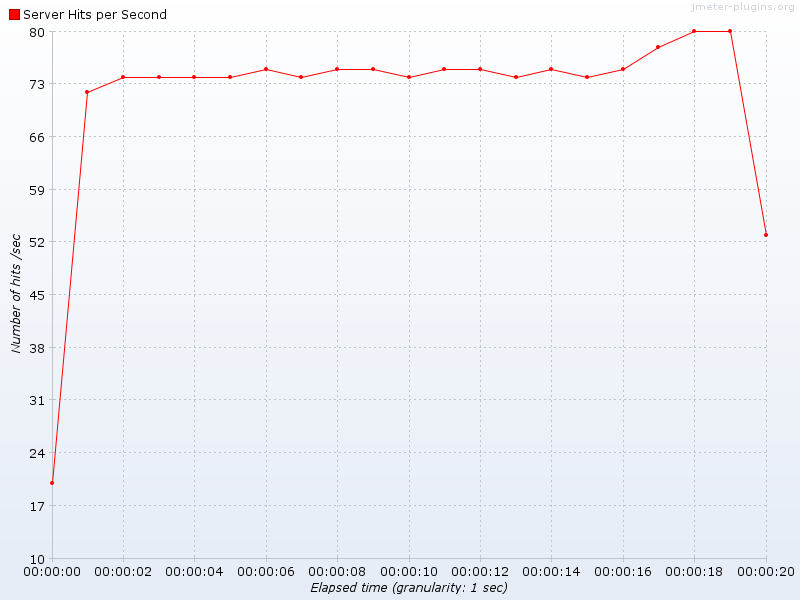 jmeter-plugins.org
Server Hits per Second
80
73
66
59
52
45
38
31
24
17
10
Number of hits /sec
00:00:00 00:00:02 00:00:04 00:00:06 00:00:08 00:00:10 00:00:12 00:00:14 00:00:16 00:00:18 00:00:20
Elapsed time (granularity: 1 sec)